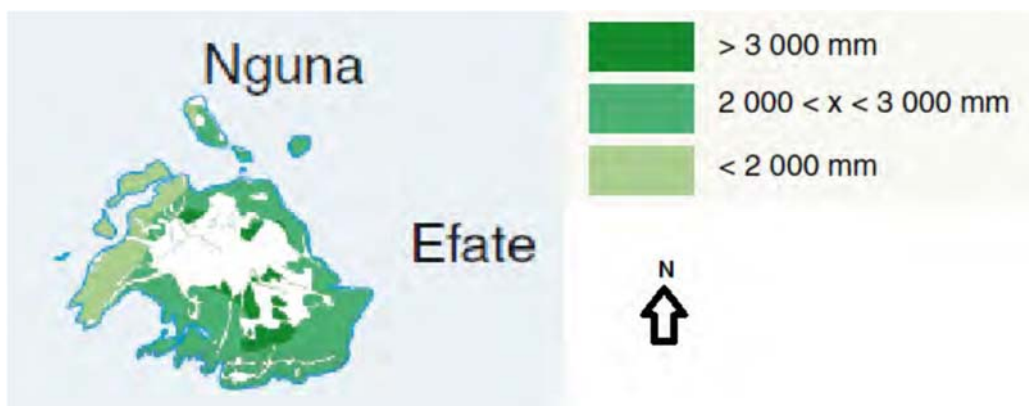 Nguna
Efate
> 3 000 mm
2 000 < x < 3 000 mm
< 2 000 mm
N